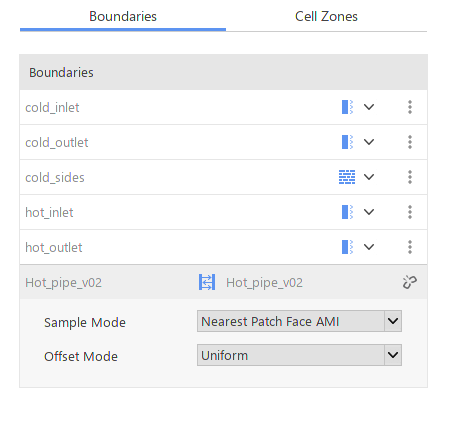 Boundaries Cell Zones
Boundaries
cold_inlet
cold_outlet
cold_sides
hot_inlet
hot_outlet
Hot_pipe_v02 Hot_pipe_v02
Sample Mode Nearest Patch Face AMI
Offset Mode Uniform